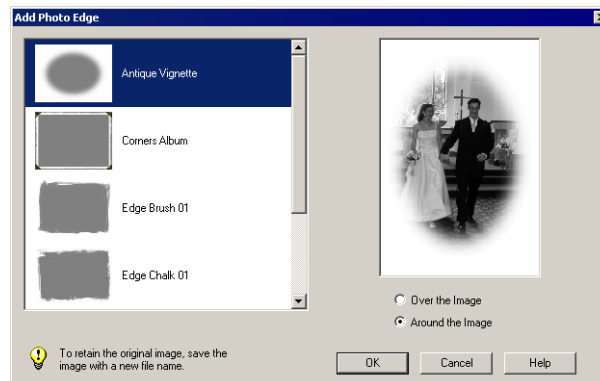 Add Photo Edge
Antique Vignette
Corners Album
Edge Brush 01
Edge Chalk 01
Over the Image
Around the Image
To retain the original image, save the
image with a new file name.
OK
Cancel
Help